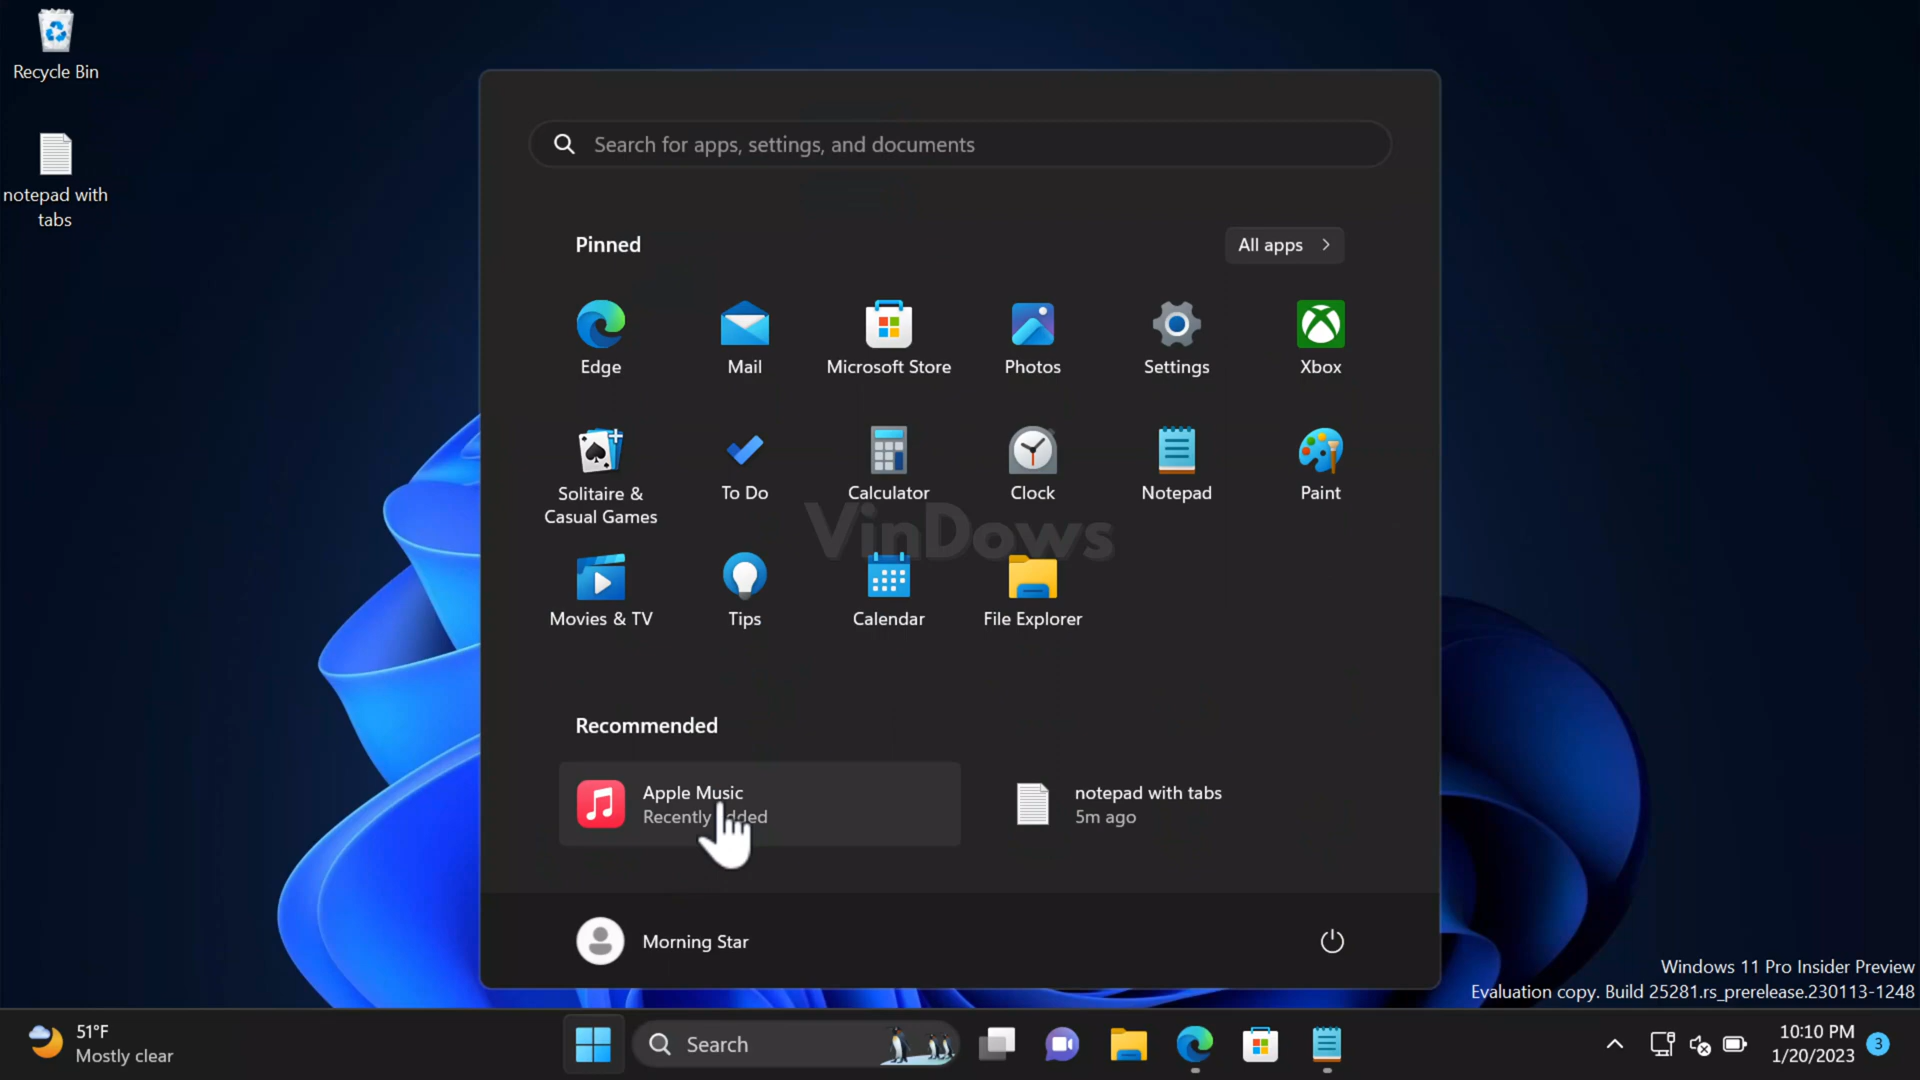 Recycle Bin
notepad with
tabs
Search for apps, settings, and documents
Pinned
All apps
Edge
Mail
Microsoft Store
Photos
Settings
Xbox
Solitaire &
Casual Games
To Do
Calculator
Clock
Notepad
Paint
VinDows
Movies & TV
Tips
Calendar
File Explorer
Recommended
Apple Music
Recently added
notepad with tabs
5m ago
Morning Star
Windows 11 Pro Insider Preview
Evaluation copy. Build 25281.rs_prerelease.230113-1248
51°F
Mostly clear
Search
10:10 PM
1/20/2023
3